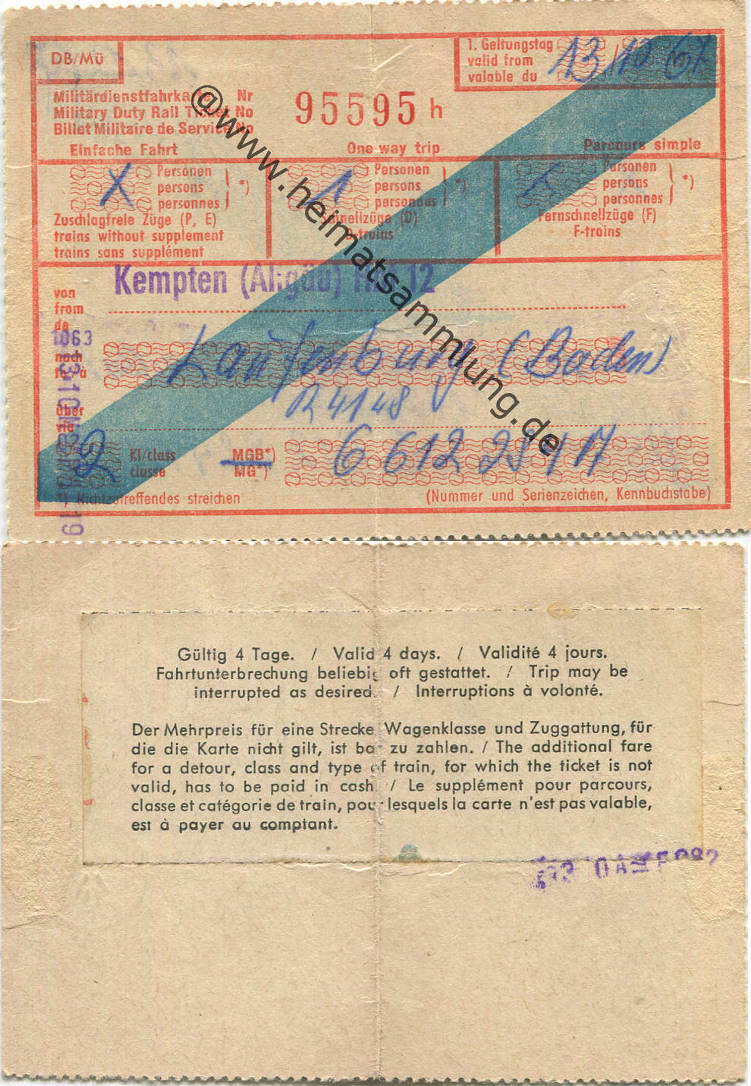 DB/Mü
1. Geltungstag
valid from
valable du
13.12.67
Militärdienstfahrkarte Nr
Military Duty Rail Ticket No
Billet Militaire de Service No
95595 h
Einfache Fahrt One way trip Parcours simple
X Personen
persons *)
personnes
Zuschlagfreie Züge (P, E)
trains without supplement
trains sans supplément
1 Personen
persons *)
personnes
Schnellzüge (D)
D-trains
Personen
persons *)
personnes
Fernschnellzüge (F)
F-trains
von
from
de
Kempten (Allgäu) Hbf 12
nach
to à
Laufenburg (Baden)
über
via
R 4148
2 Kl/class
classe
MGB*)
MG*)
Nichtzutreffendes streichen
(Nummer und Serienzeichen, Kennbuchstabe)
1063
@www.heimatsammlung.de
Gültig 4 Tage. / Valid 4 days. / Validité 4 jours.
Fahrtunterbrechung beliebig oft gestattet. / Trip may be
interrupted as desired. / Interruptions à volonté.
Der Mehrpreis für eine Strecke, Wagenklasse und Zuggattung, für
die die Karte nicht gilt, ist bar zu zahlen. / The additional fare
for a detour, class and type of train, for which the ticket is not
valid, has to be paid in cash. / Le supplément pour parcours,
classe et catégorie de train, pour lesquels la carte n'est pas valable,
est à payer au comptant.